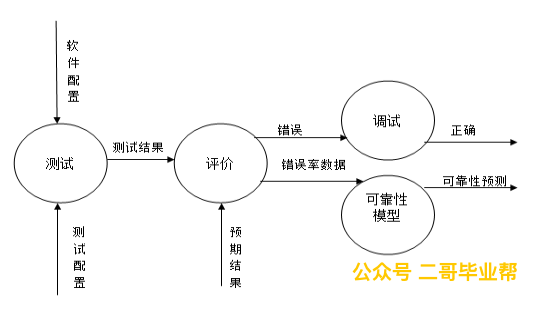 软件配置
测试
测试结果
评价
错误
错误率数据
调试
正确
可靠性
模型
可靠性预测
测试配置
预期结果
公众号 二哥毕业帮